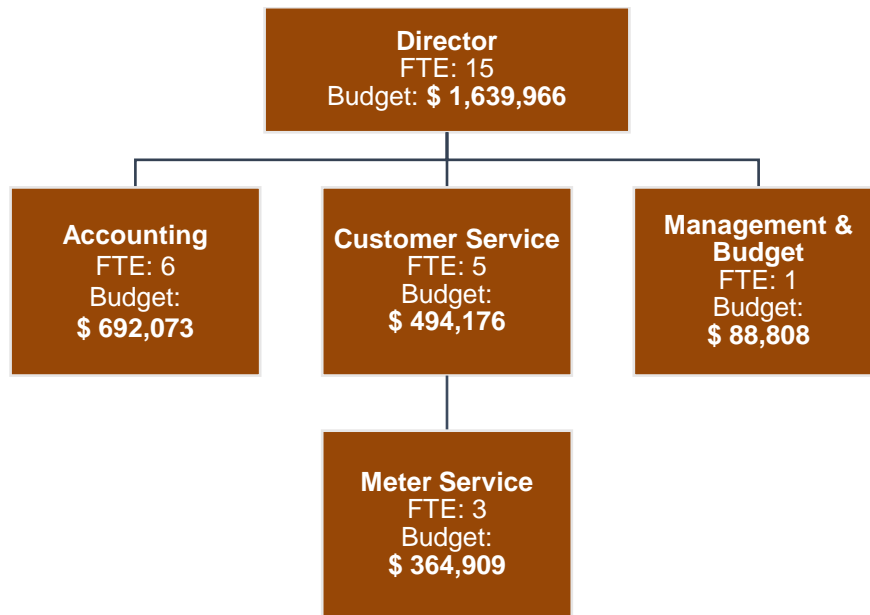 Director
FTE: 15
Budget: $ 1,639,966
Accounting
FTE: 6
Budget:
$ 692,073
Customer Service
FTE: 5
Budget:
$ 494,176
Management &
Budget
FTE: 1
Budget:
$ 88,808
Meter Service
FTE: 3
Budget:
$ 364,909